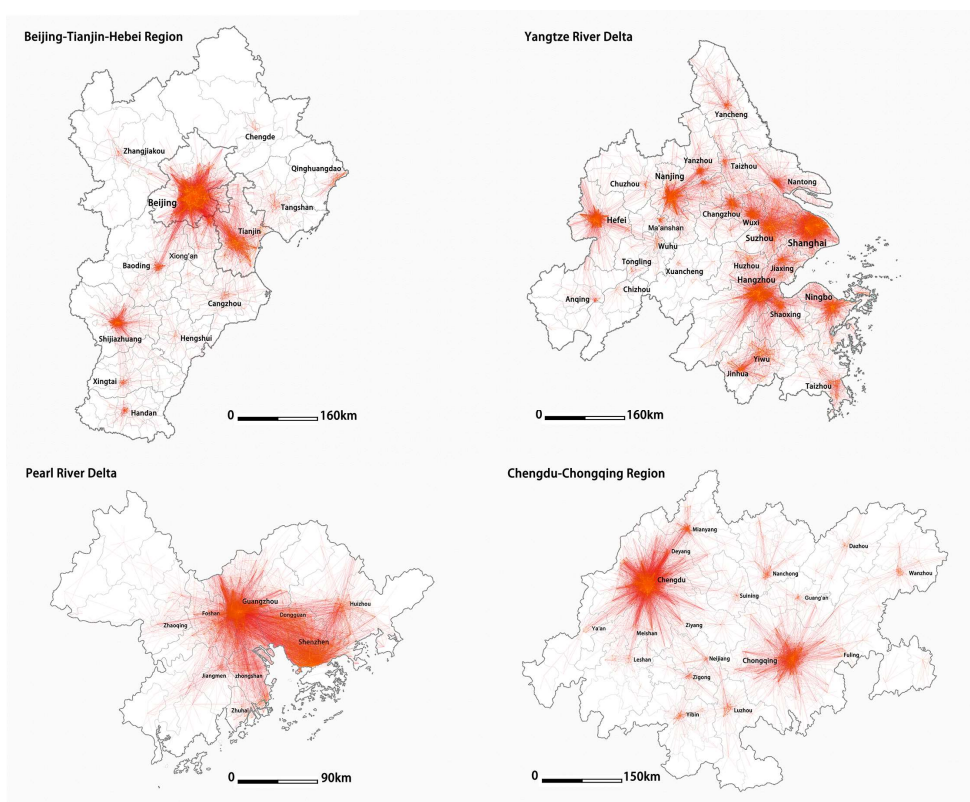 Beijing-Tianjin-Hebei Region
Chengde
Zhangjiakou
Qinghuangdao
Beijing
Tangshan
Tianjin
Xiong'an
Baoding
Cangzhou
Shijiazhuang
Hengshui
Xingtai
Handan
0 160km
Yangtze River Delta
Yancheng
Yanzhou
Taizhou
Nanjing
Chuzhou
Nantong
Changzhou
Hefei
Wuxi
Ma'anshan
Suzhou
Shanghai
Wuhu
Tongling
Huzhou
Jiaxing
Xuancheng
Hangzhou
Chizhou
Anqing
Ningbo
Shaoxing
Yiwu
Jinhua
Taizhou
0 160km
Pearl River Delta
Guangzhou
Huizhou
Foshan
Dongguan
Zhaoqing
Shenzhen
Jiangmen
zhongshan
Zhuhai
0 90km
Chengdu-Chongqing Region
Mianyang
Deyang
Dazhou
Chengdu
Nanchong
Wanzhou
Suining
Guang'an
Ya'an
Meishan
Ziyang
Leshan
Neijiang
Chongqing
Fuling
Zigong
Yibin
Luzhou
0 150km